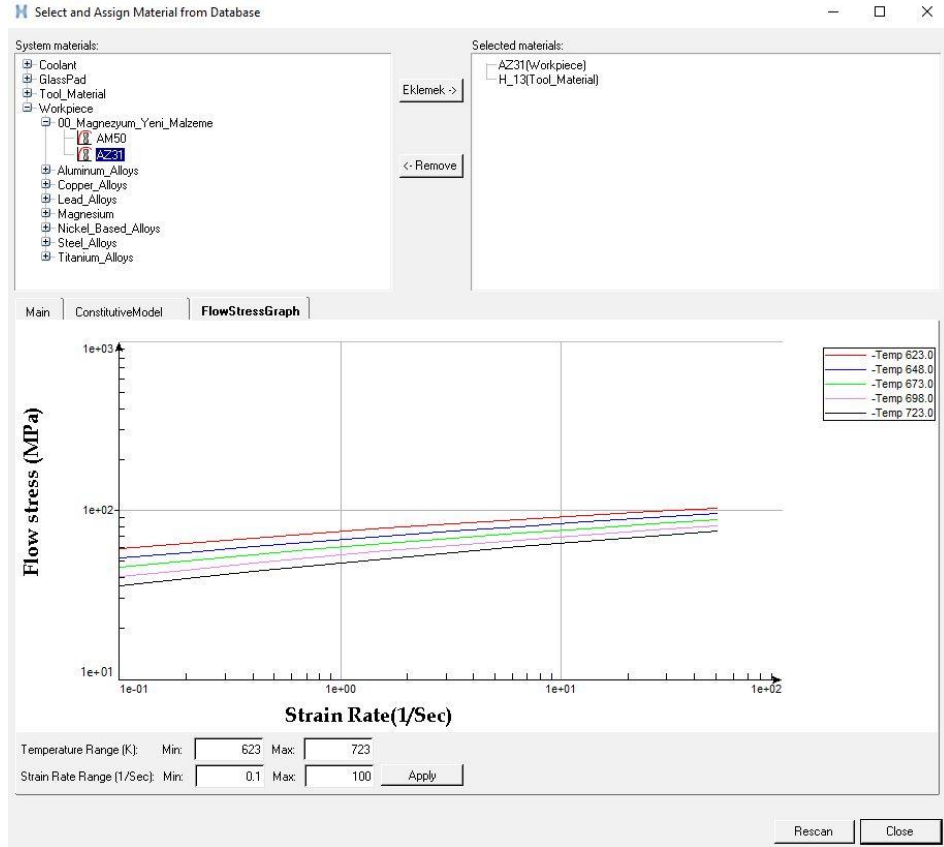 Select and Assign Material from Database
System materials:
Coolant
GlassPad
Tool_Material
Workpiece
00_Magnezyum_Yeni_Malzeme
AM50
AZ31
Aluminum_Alloys
Copper_Alloys
Lead_Alloys
Magnesium
Nickel_Based_Alloys
Steel_Alloys
Titanium_Alloys
Eklemek ->
<- Remove
Selected materials:
AZ31(Workpiece)
H_13(Tool_Material)
Main ConstitutiveModel FlowStressGraph
Flow stress (MPa)
1e+03
1e+02
1e+01
1e-01 1e+00 1e+01 1e+02
Strain Rate(1/Sec)
-Temp 623.0
-Temp 648.0
-Temp 673.0
-Temp 698.0
-Temp 723.0
Temperature Range (K): Min: 623 Max: 723
Strain Rate Range (1/Sec): Min: 0.1 Max: 100 Apply
Rescan Close